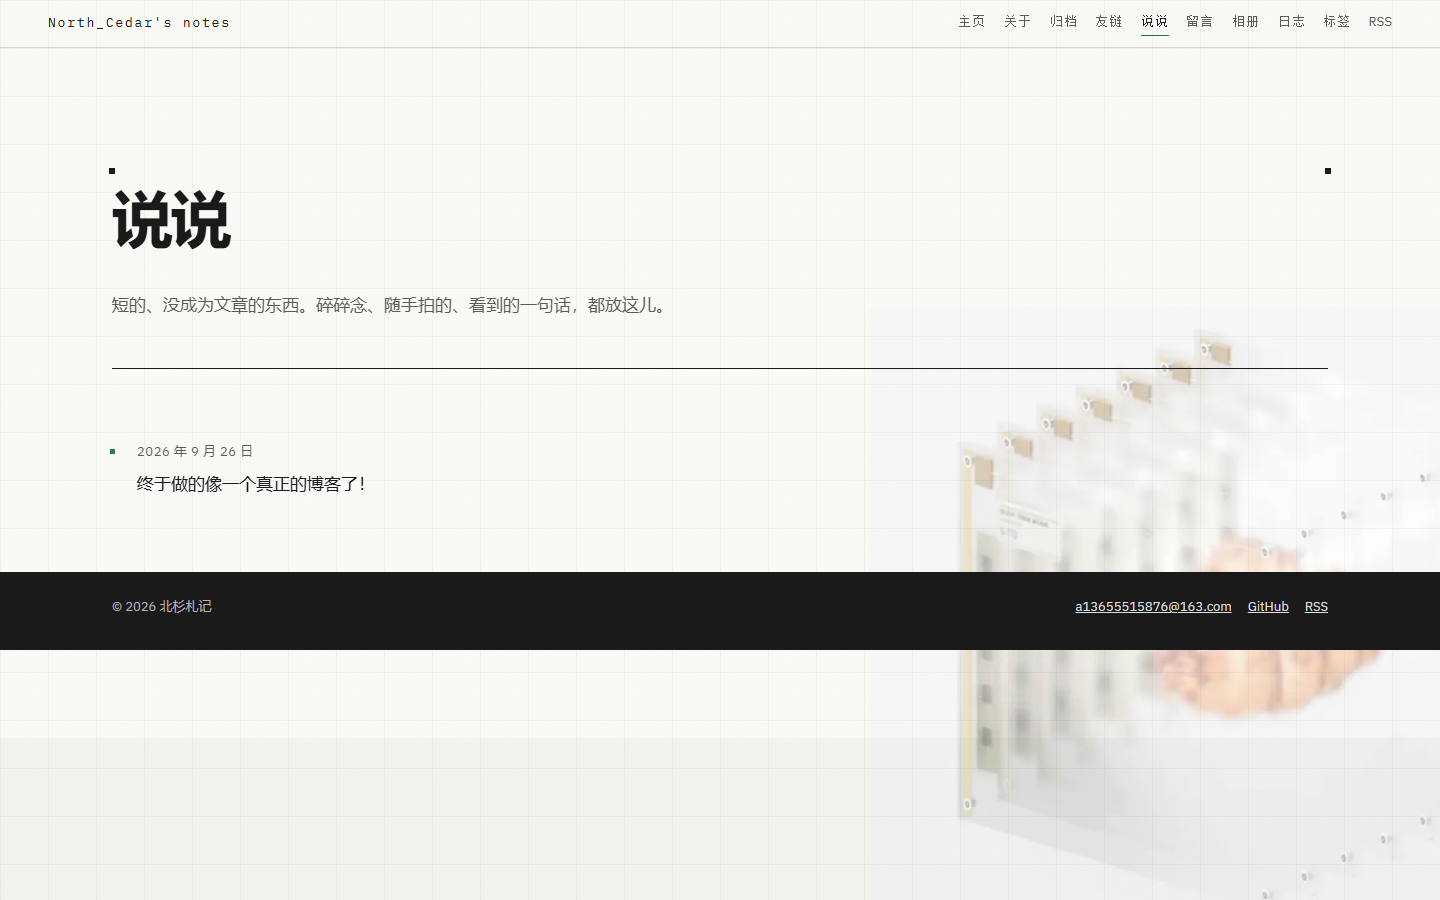 North_Cedar's notes
主页 关于 归档 友链 说说 留言 相册 日志 标签 RSS
说说
短的、没成为文章的东西。碎碎念、随手拍的、看到的一句话，都放这儿。
2026 年 9 月 26 日
终于做的像一个真正的博客了！
© 2026 北杉札记
a13655515876@163.com GitHub RSS